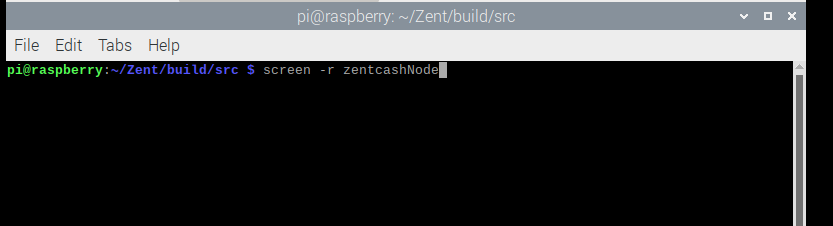 pi@raspberry: ~/Zent/build/src
File Edit Tabs Help
pi@raspberry:~/Zent/build/src $ screen -r zentcashNode